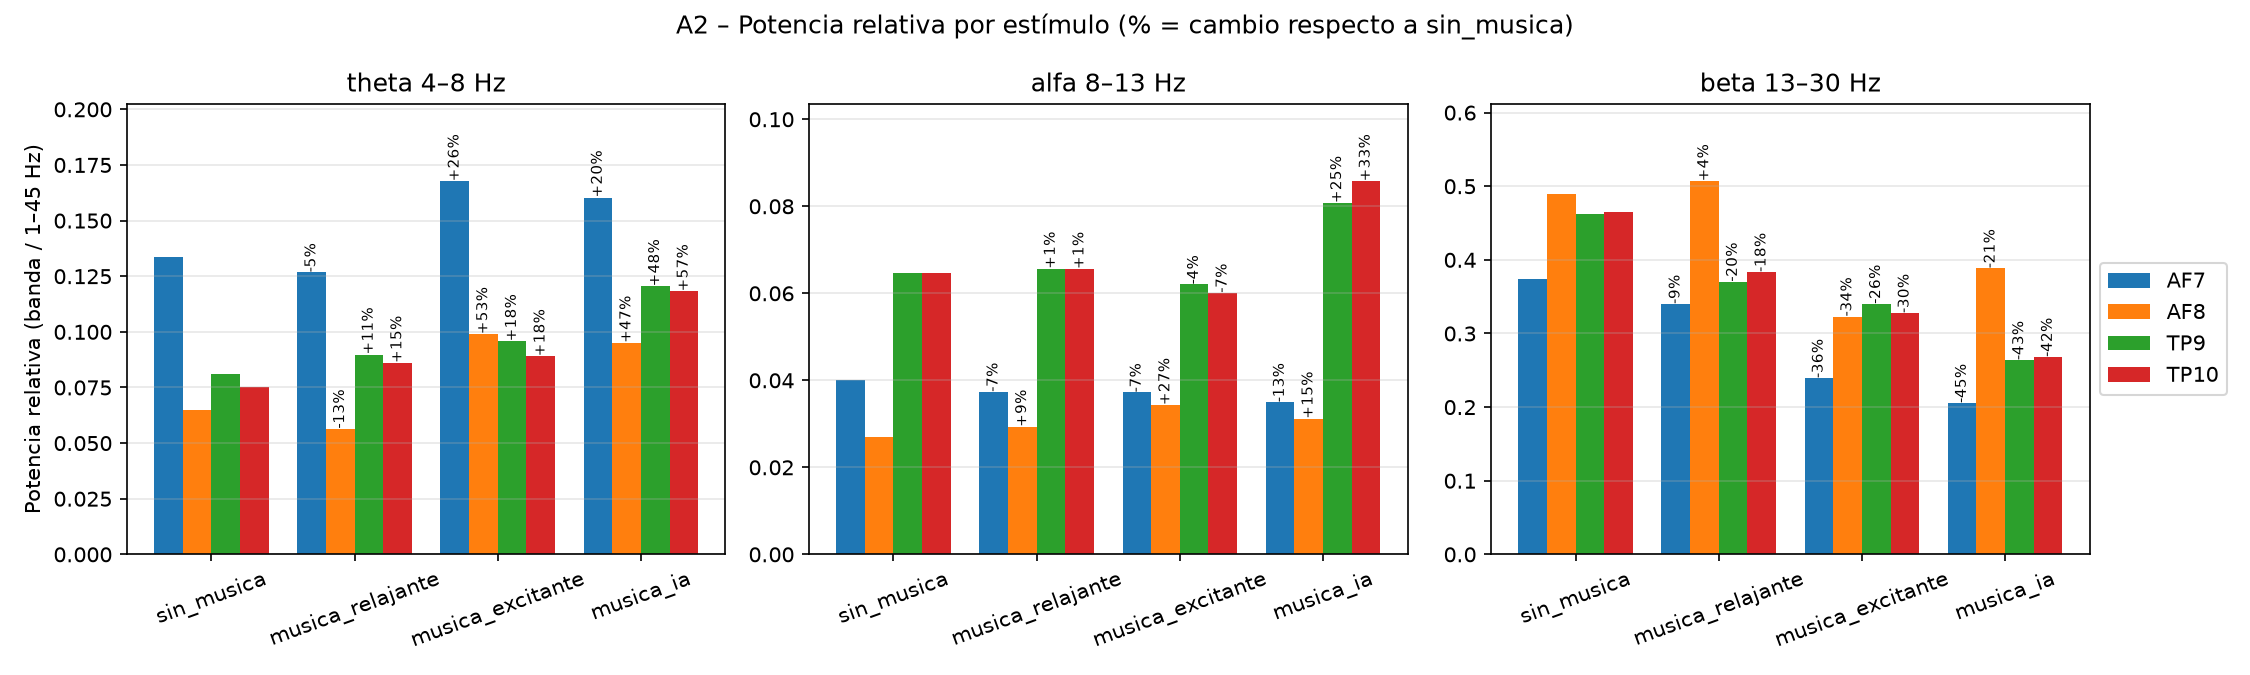 A2 – Potencia relativa por estímulo (% = cambio respecto a sin_musica)
theta 4–8 Hz
Potencia relativa (banda / 1–45 Hz)
0.200
0.175
0.150
0.125
0.100
0.075
0.050
0.025
0.000
-5%
-13%
+11%
+15%
+26%
+53%
+18%
+18%
+20%
+47%
+48%
+57%
sin_musica
musica_relajante
musica_excitante
musica_ia
alfa 8–13 Hz
0.10
0.08
0.06
0.04
0.02
0.00
-7%
+9%
+1%
+1%
-7%
+27%
-4%
-7%
-13%
+15%
+25%
+33%
sin_musica
musica_relajante
musica_excitante
musica_ia
beta 13–30 Hz
0.6
0.5
0.4
0.3
0.2
0.1
0.0
-9%
+4%
-20%
-18%
-36%
-34%
-26%
-30%
-45%
-21%
-43%
-42%
sin_musica
musica_relajante
musica_excitante
musica_ia
AF7
AF8
TP9
TP10